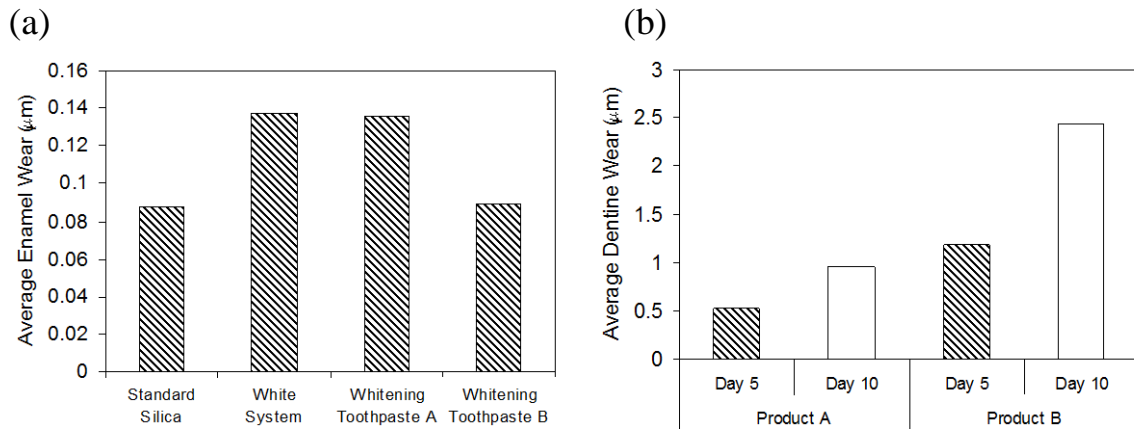 (a)
Average Enamel Wear (μm)
0.16
0.14
0.12
0.1
0.08
0.06
0.04
0.02
0
Standard Silica
White System
Whitening Toothpaste A
Whitening Toothpaste B
(b)
Average Dentine Wear (μm)
3
2.5
2
1.5
1
0.5
0
Day 5
Day 10
Day 5
Day 10
Product A
Product B